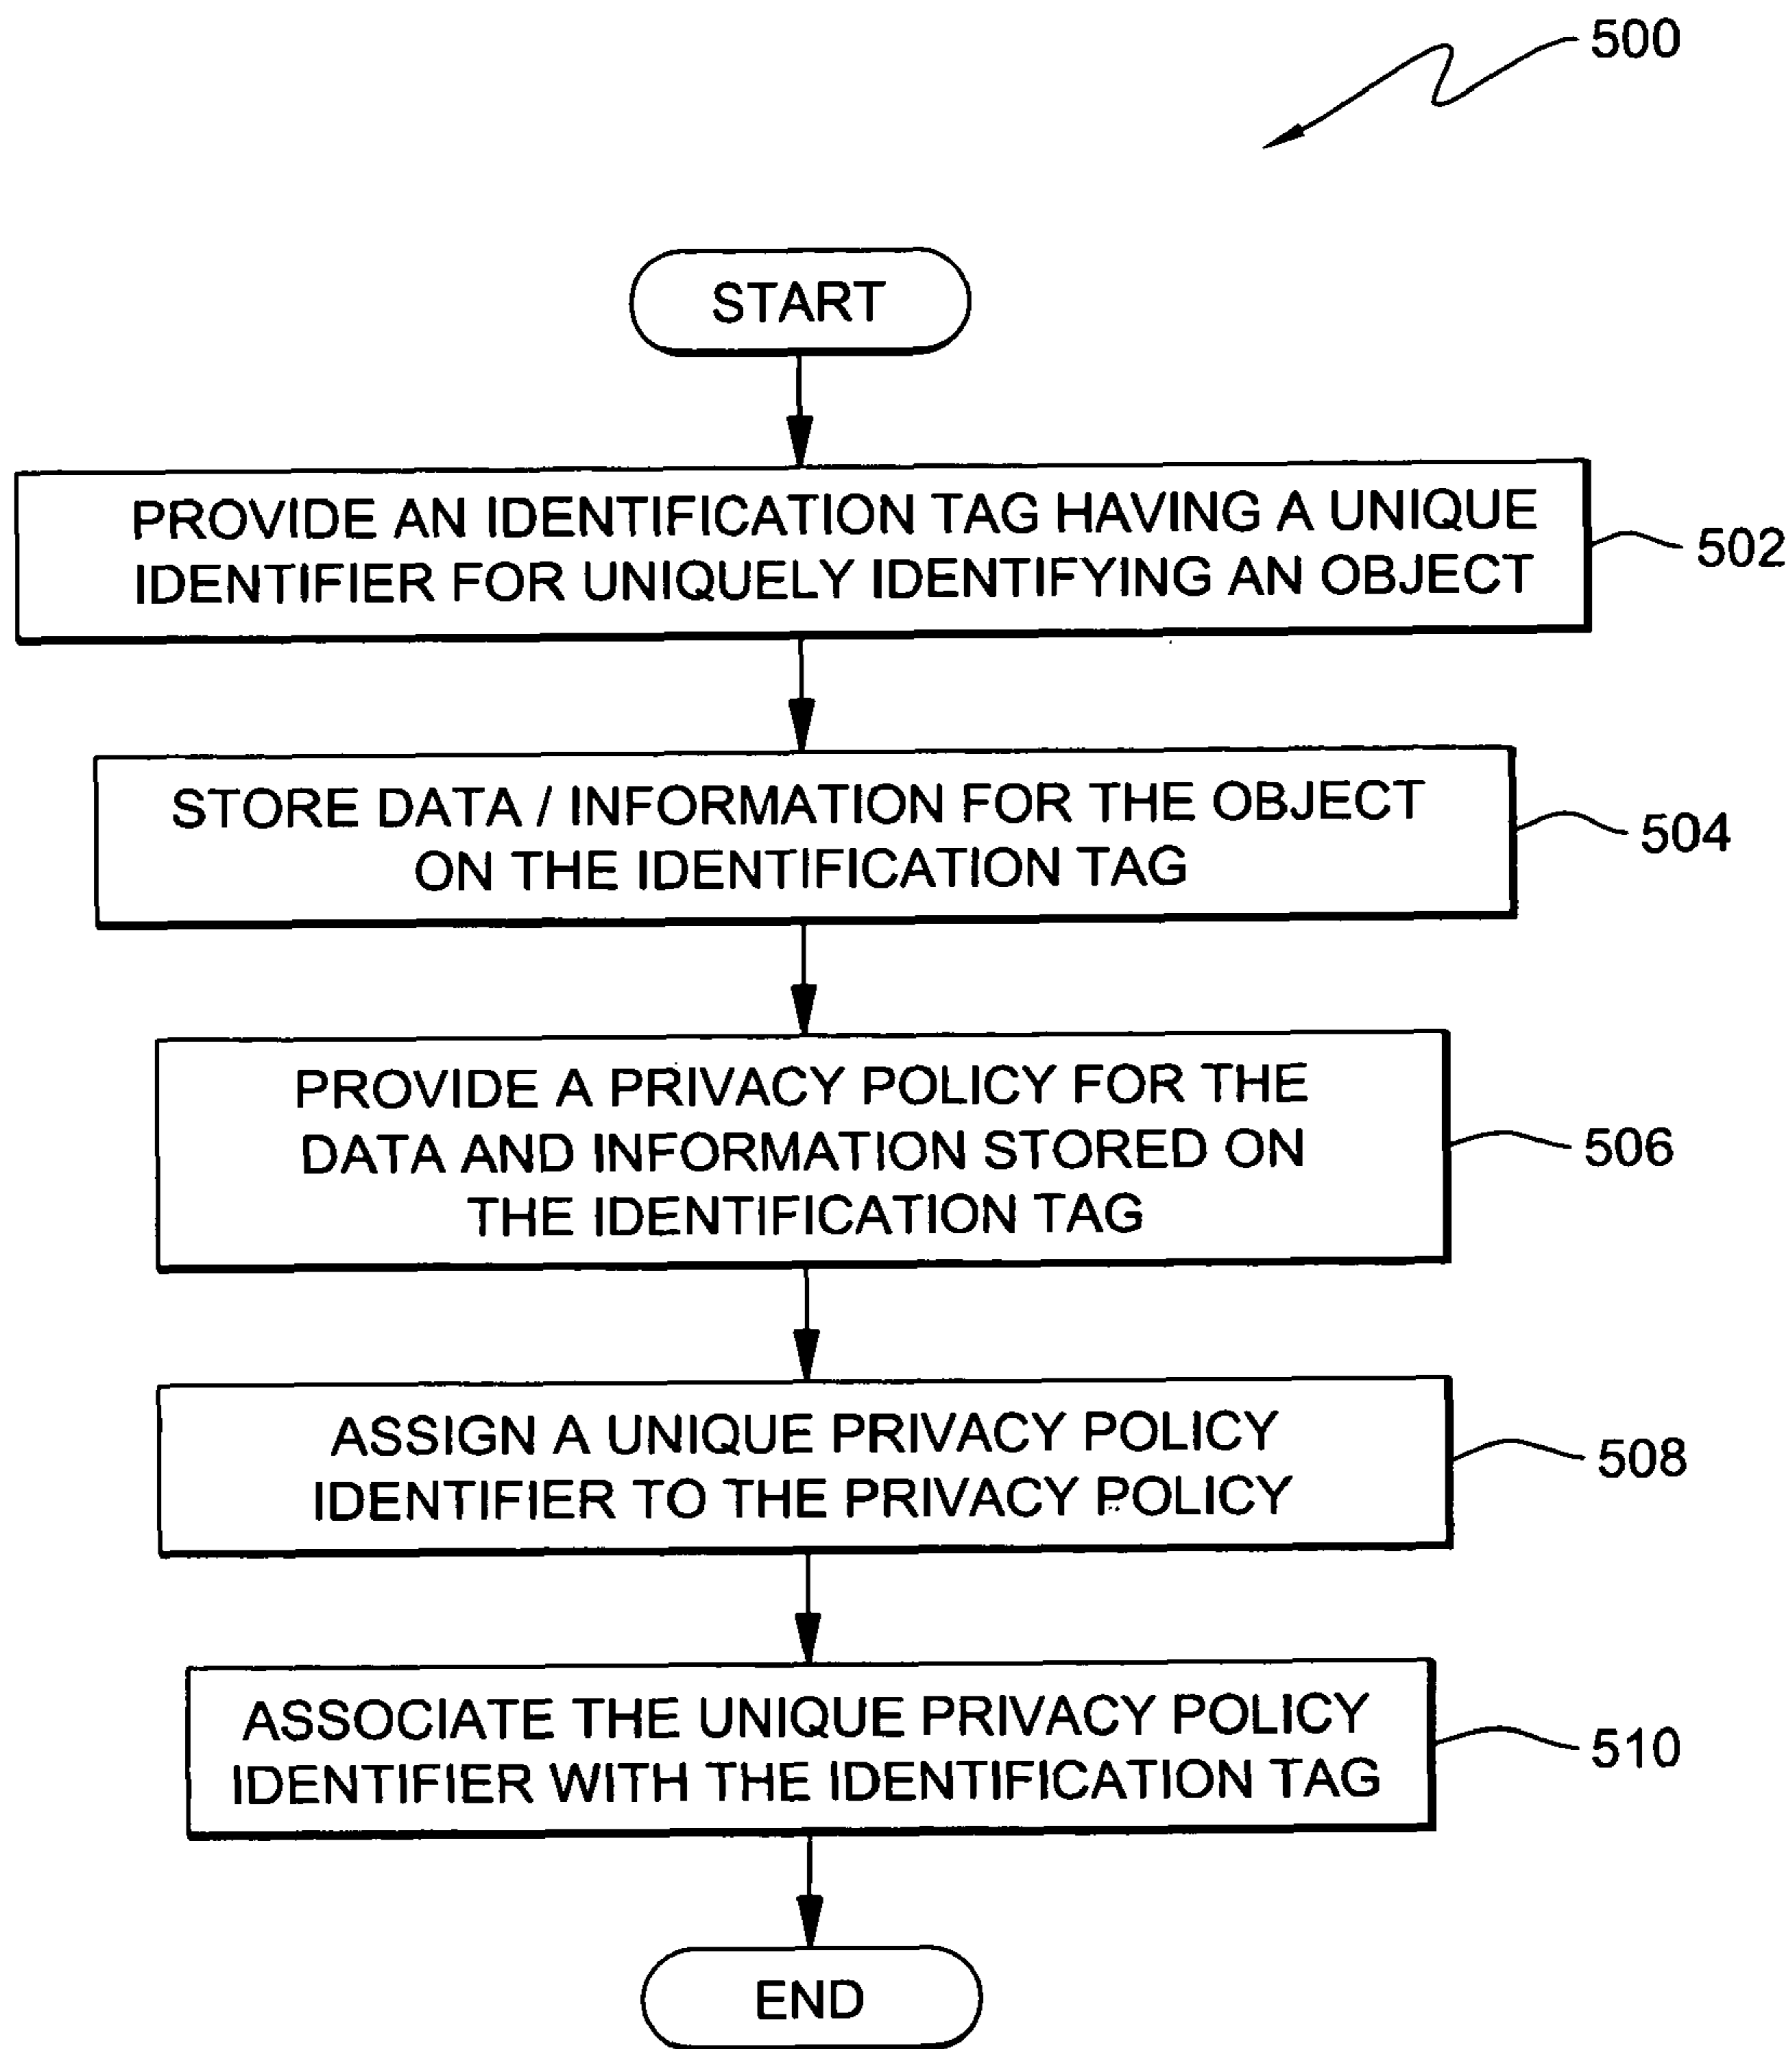 500
START
PROVIDE AN IDENTIFICATION TAG HAVING A UNIQUE
IDENTIFIER FOR UNIQUELY IDENTIFYING AN OBJECT
502
STORE DATA / INFORMATION FOR THE OBJECT
ON THE IDENTIFICATION TAG
504
PROVIDE A PRIVACY POLICY FOR THE
DATA AND INFORMATION STORED ON
THE IDENTIFICATION TAG
506
ASSIGN A UNIQUE PRIVACY POLICY
IDENTIFIER TO THE PRIVACY POLICY
508
ASSOCIATE THE UNIQUE PRIVACY POLICY
IDENTIFIER WITH THE IDENTIFICATION TAG
510
END